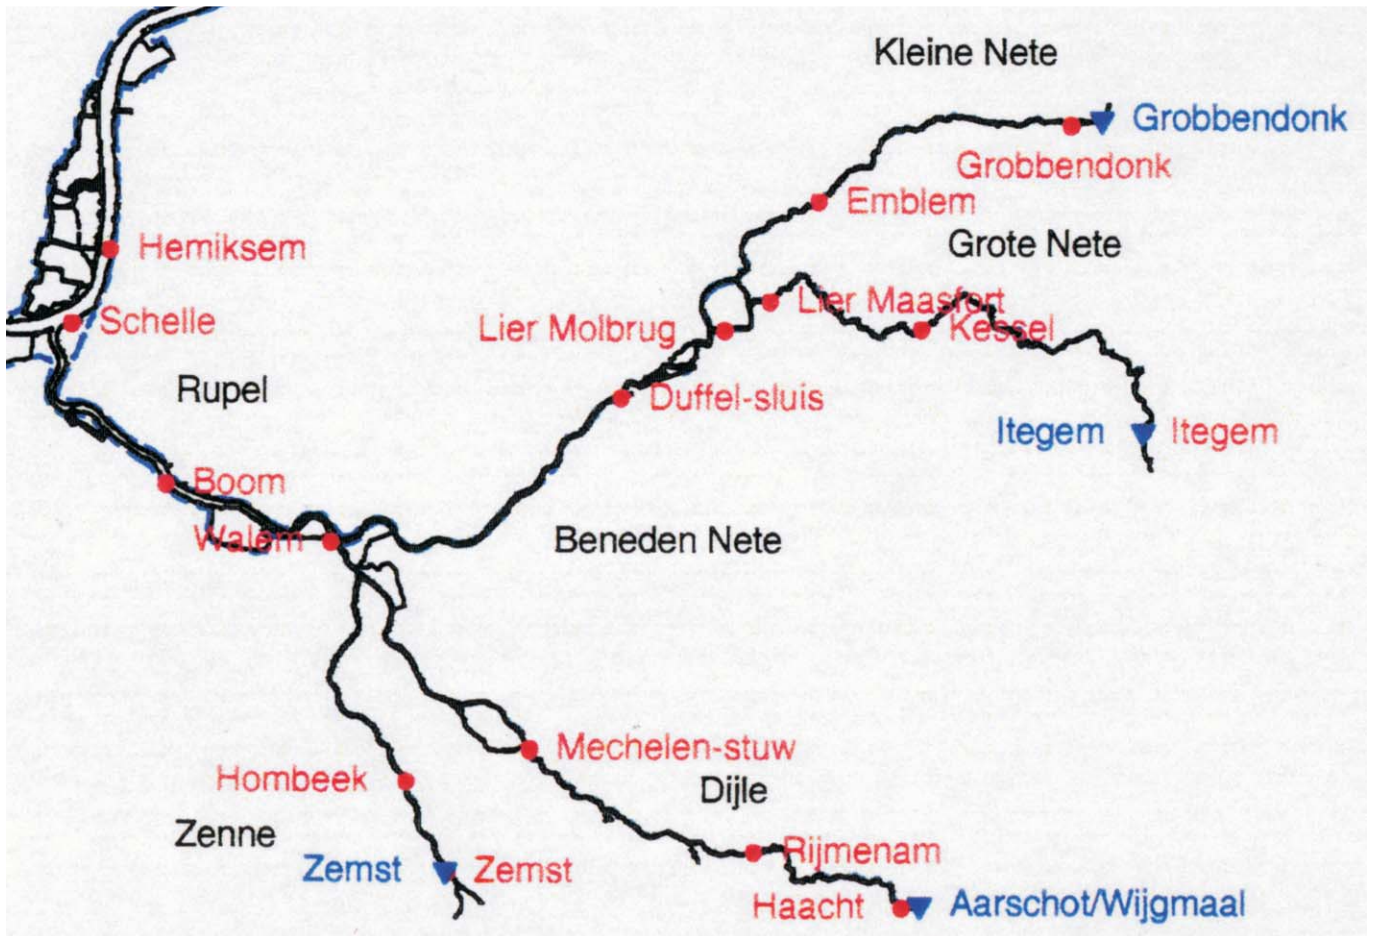 Kleine Nete
Grobbendonk
Grobbendonk
Emblem
Grote Nete
Hemiksem
Lier Maasfort
Schelle
Lier Molbrug
Kessel
Rupel
Duffel-sluis
Itegem
Itegem
Boom
Walem
Beneden Nete
Mechelen-stuw
Hombeek
Dijle
Zenne
Rijmenam
Zemst
Zemst
Haacht
Aarschot/Wijgmaal